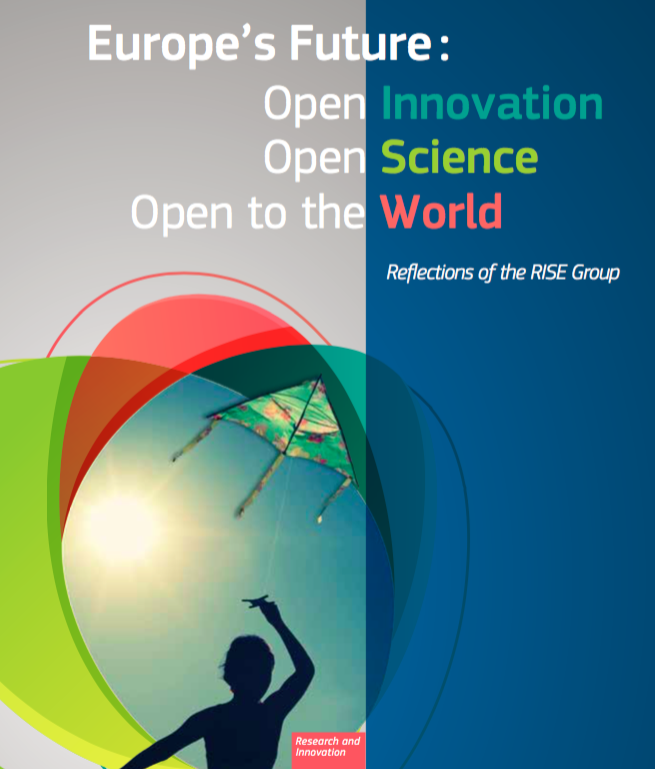 Europe's Future:
Open Innovation
Open Science
Open to the World
Reflections of the RISE Group
Research and
Innovation